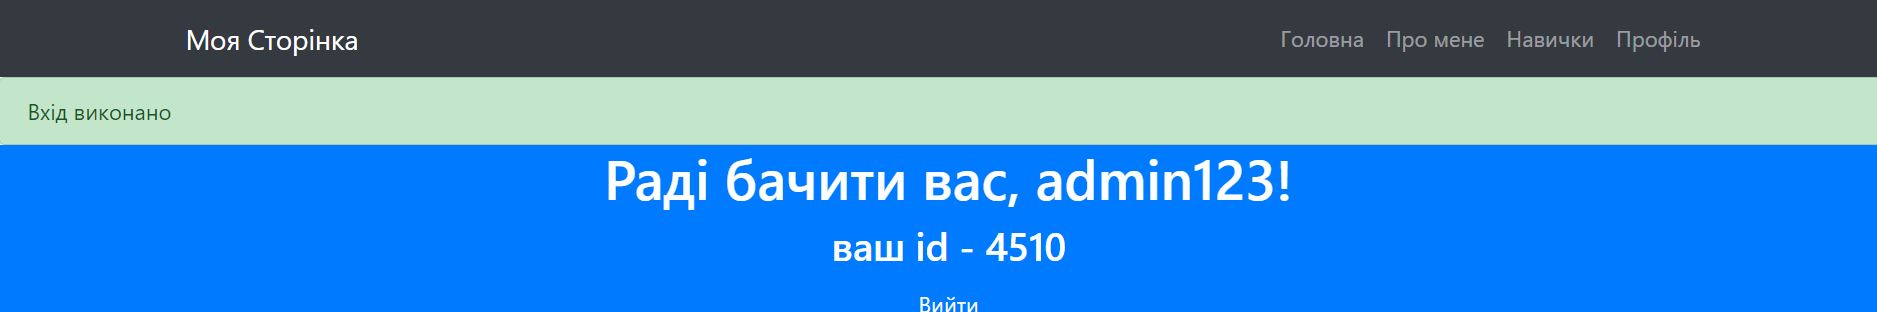 Моя Сторінка Головна Про мене Навички Профіль
Вхід виконано
Раді бачити вас, admin123!
ваш id - 4510
Вийти